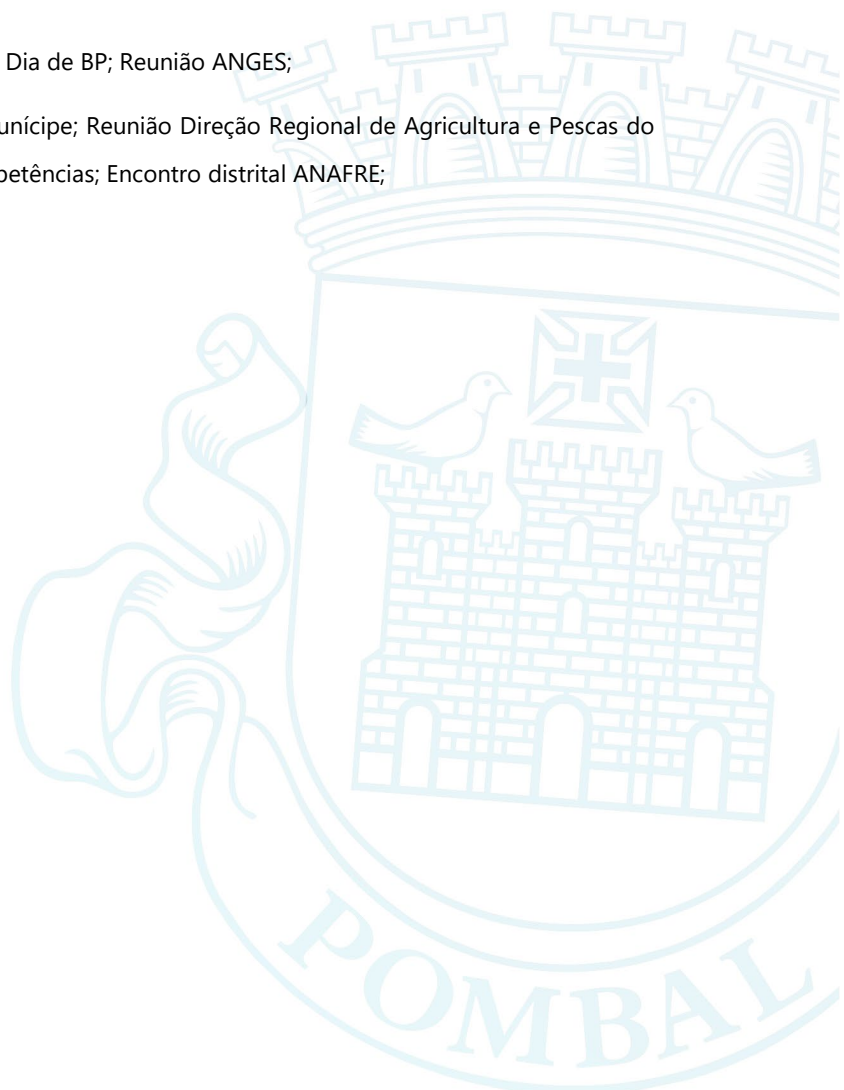 Dia de BP; Reunião ANGES;
unícipe; Reunião Direção Regional de Agricultura e Pescas do
petências; Encontro distrital ANAFRE;
POMBAL